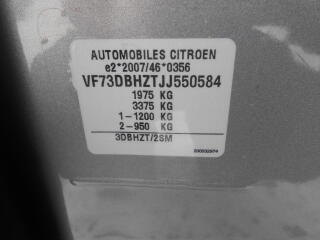 AUTOMOBILES CITROEN
e2*2007/46*0356
VF73DBHZTJJ550584
1975 KG
3375 KG
1-1200 KG
2-950 KG
3DBHZT/2SM